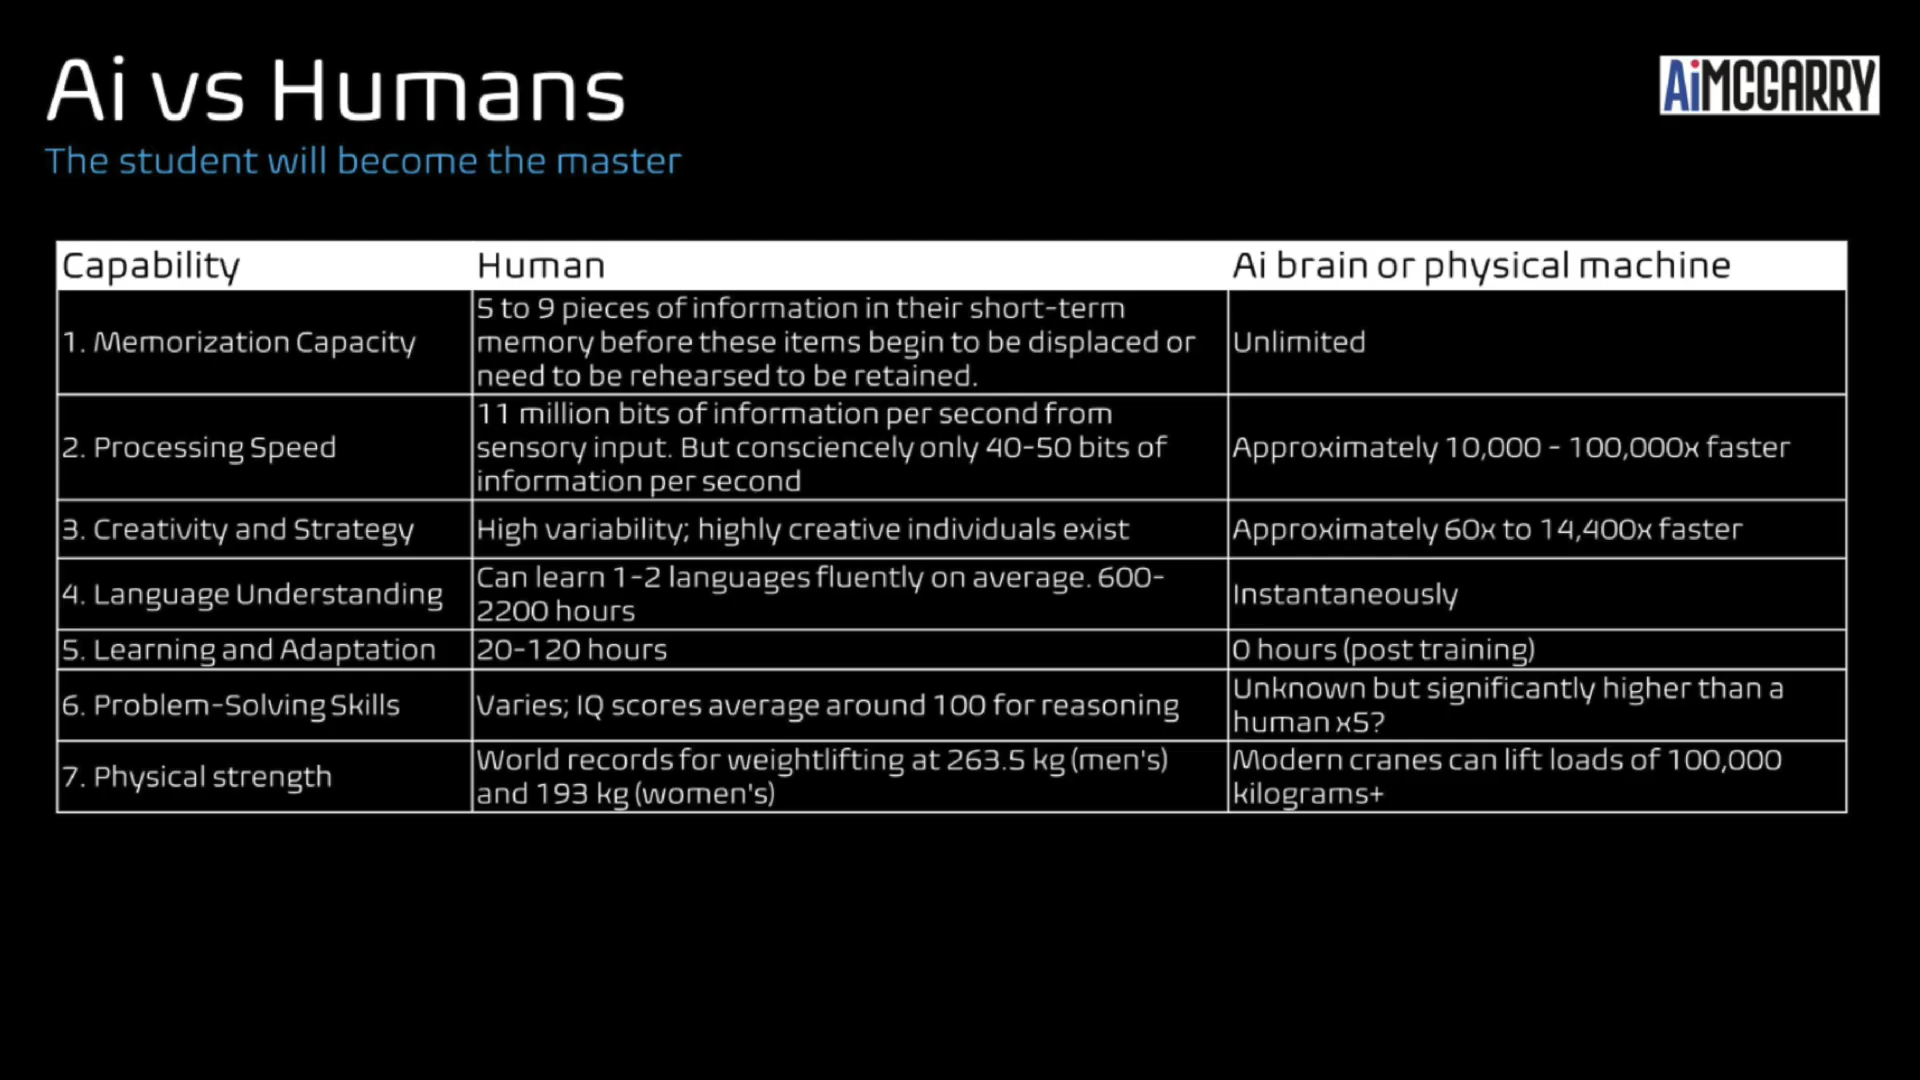 Ai vs Humans
AiMCGARRY
The student will become the master
Capability Human Ai brain or physical machine
1. Memorization Capacity
5 to 9 pieces of information in their short-term
memory before these items begin to be displaced or
need to be rehearsed to be retained.
Unlimited
2. Processing Speed
11 million bits of information per second from
sensory input. But consciencely only 40-50 bits of
information per second
Approximately 10,000 - 100,000x faster
3. Creativity and Strategy
High variability; highly creative individuals exist
Approximately 60x to 14,400x faster
4. Language Understanding
Can learn 1-2 languages fluently on average. 600-
2200 hours
Instantaneously
5. Learning and Adaptation
20-120 hours
0 hours (post training)
6. Problem-Solving Skills
Varies; IQ scores average around 100 for reasoning
Unknown but significantly higher than a
human x5?
7. Physical strength
World records for weightlifting at 263.5 kg (men's)
and 193 kg (women's)
Modern cranes can lift loads of 100,000
kilograms+